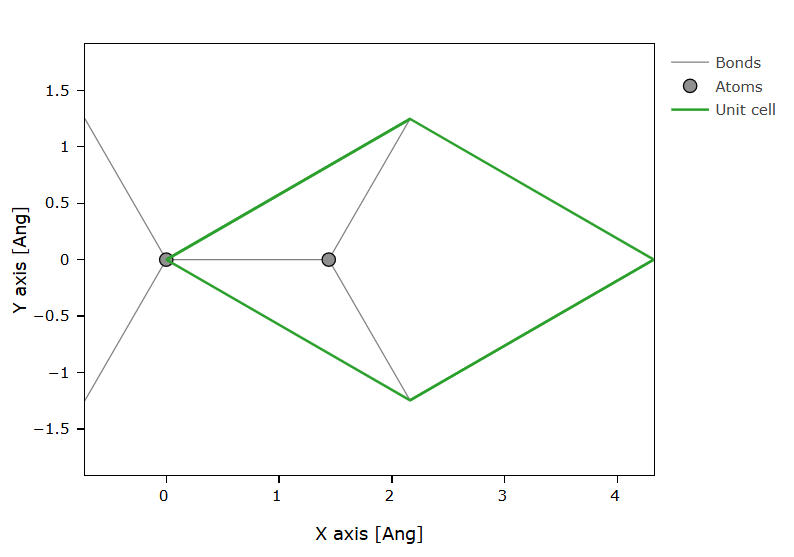 Bonds
Atoms
Unit cell
1.5
1
0.5
0
−0.5
−1
−1.5
Y axis [Ang]
0
1
2
3
4
X axis [Ang]